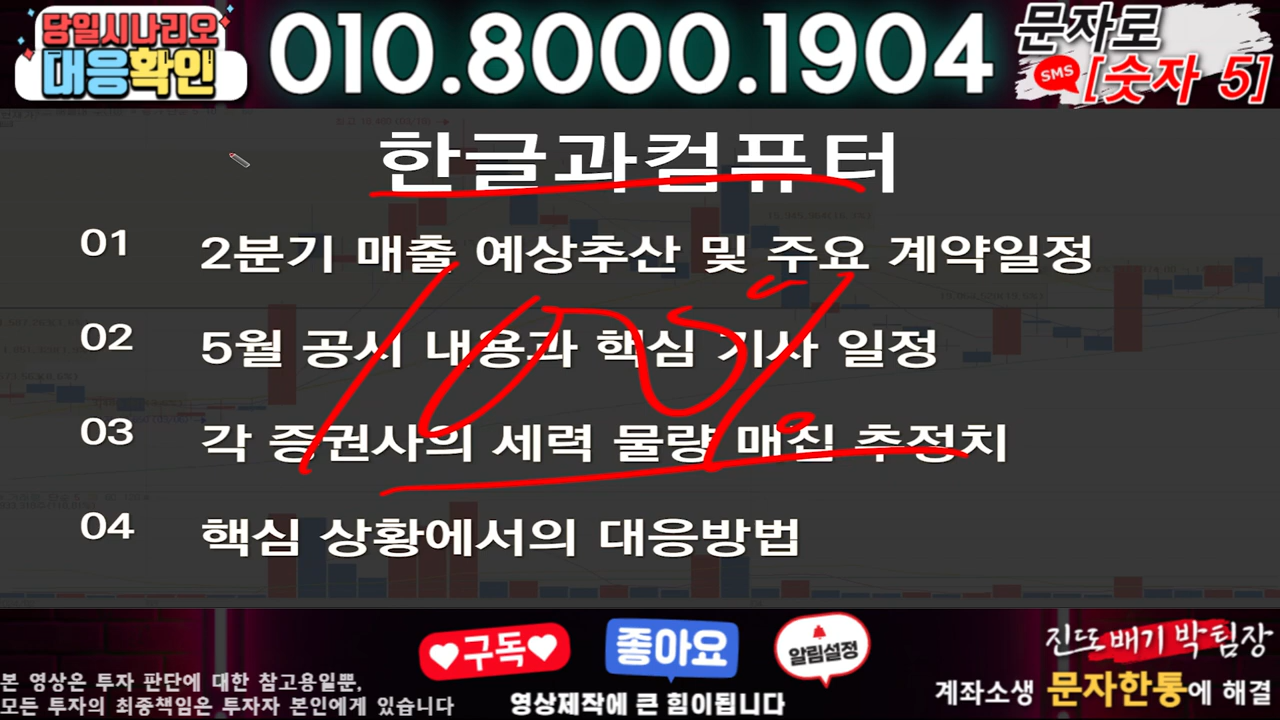 당일시나리오
대응확인
010.8000.1904
문자로
SMS
[숫자 5]
한글과컴퓨터
01 2분기 매출 예상추산 및 주요 계약일정
02 5월 공시 내용과 핵심 기사 일정
03 각 증권사의 세력 물량 매집 추정치
04 핵심 상황에서의 대응방법
100%
구독
좋아요
알림설정
진또배기 박팀장
본 영상은 투자 판단에 대한 참고용일뿐,
모든 투자의 최종책임은 투자자 본인에게 있습니다
영상제작에 큰 힘이됩니다
계좌소생 문자한통에 해결